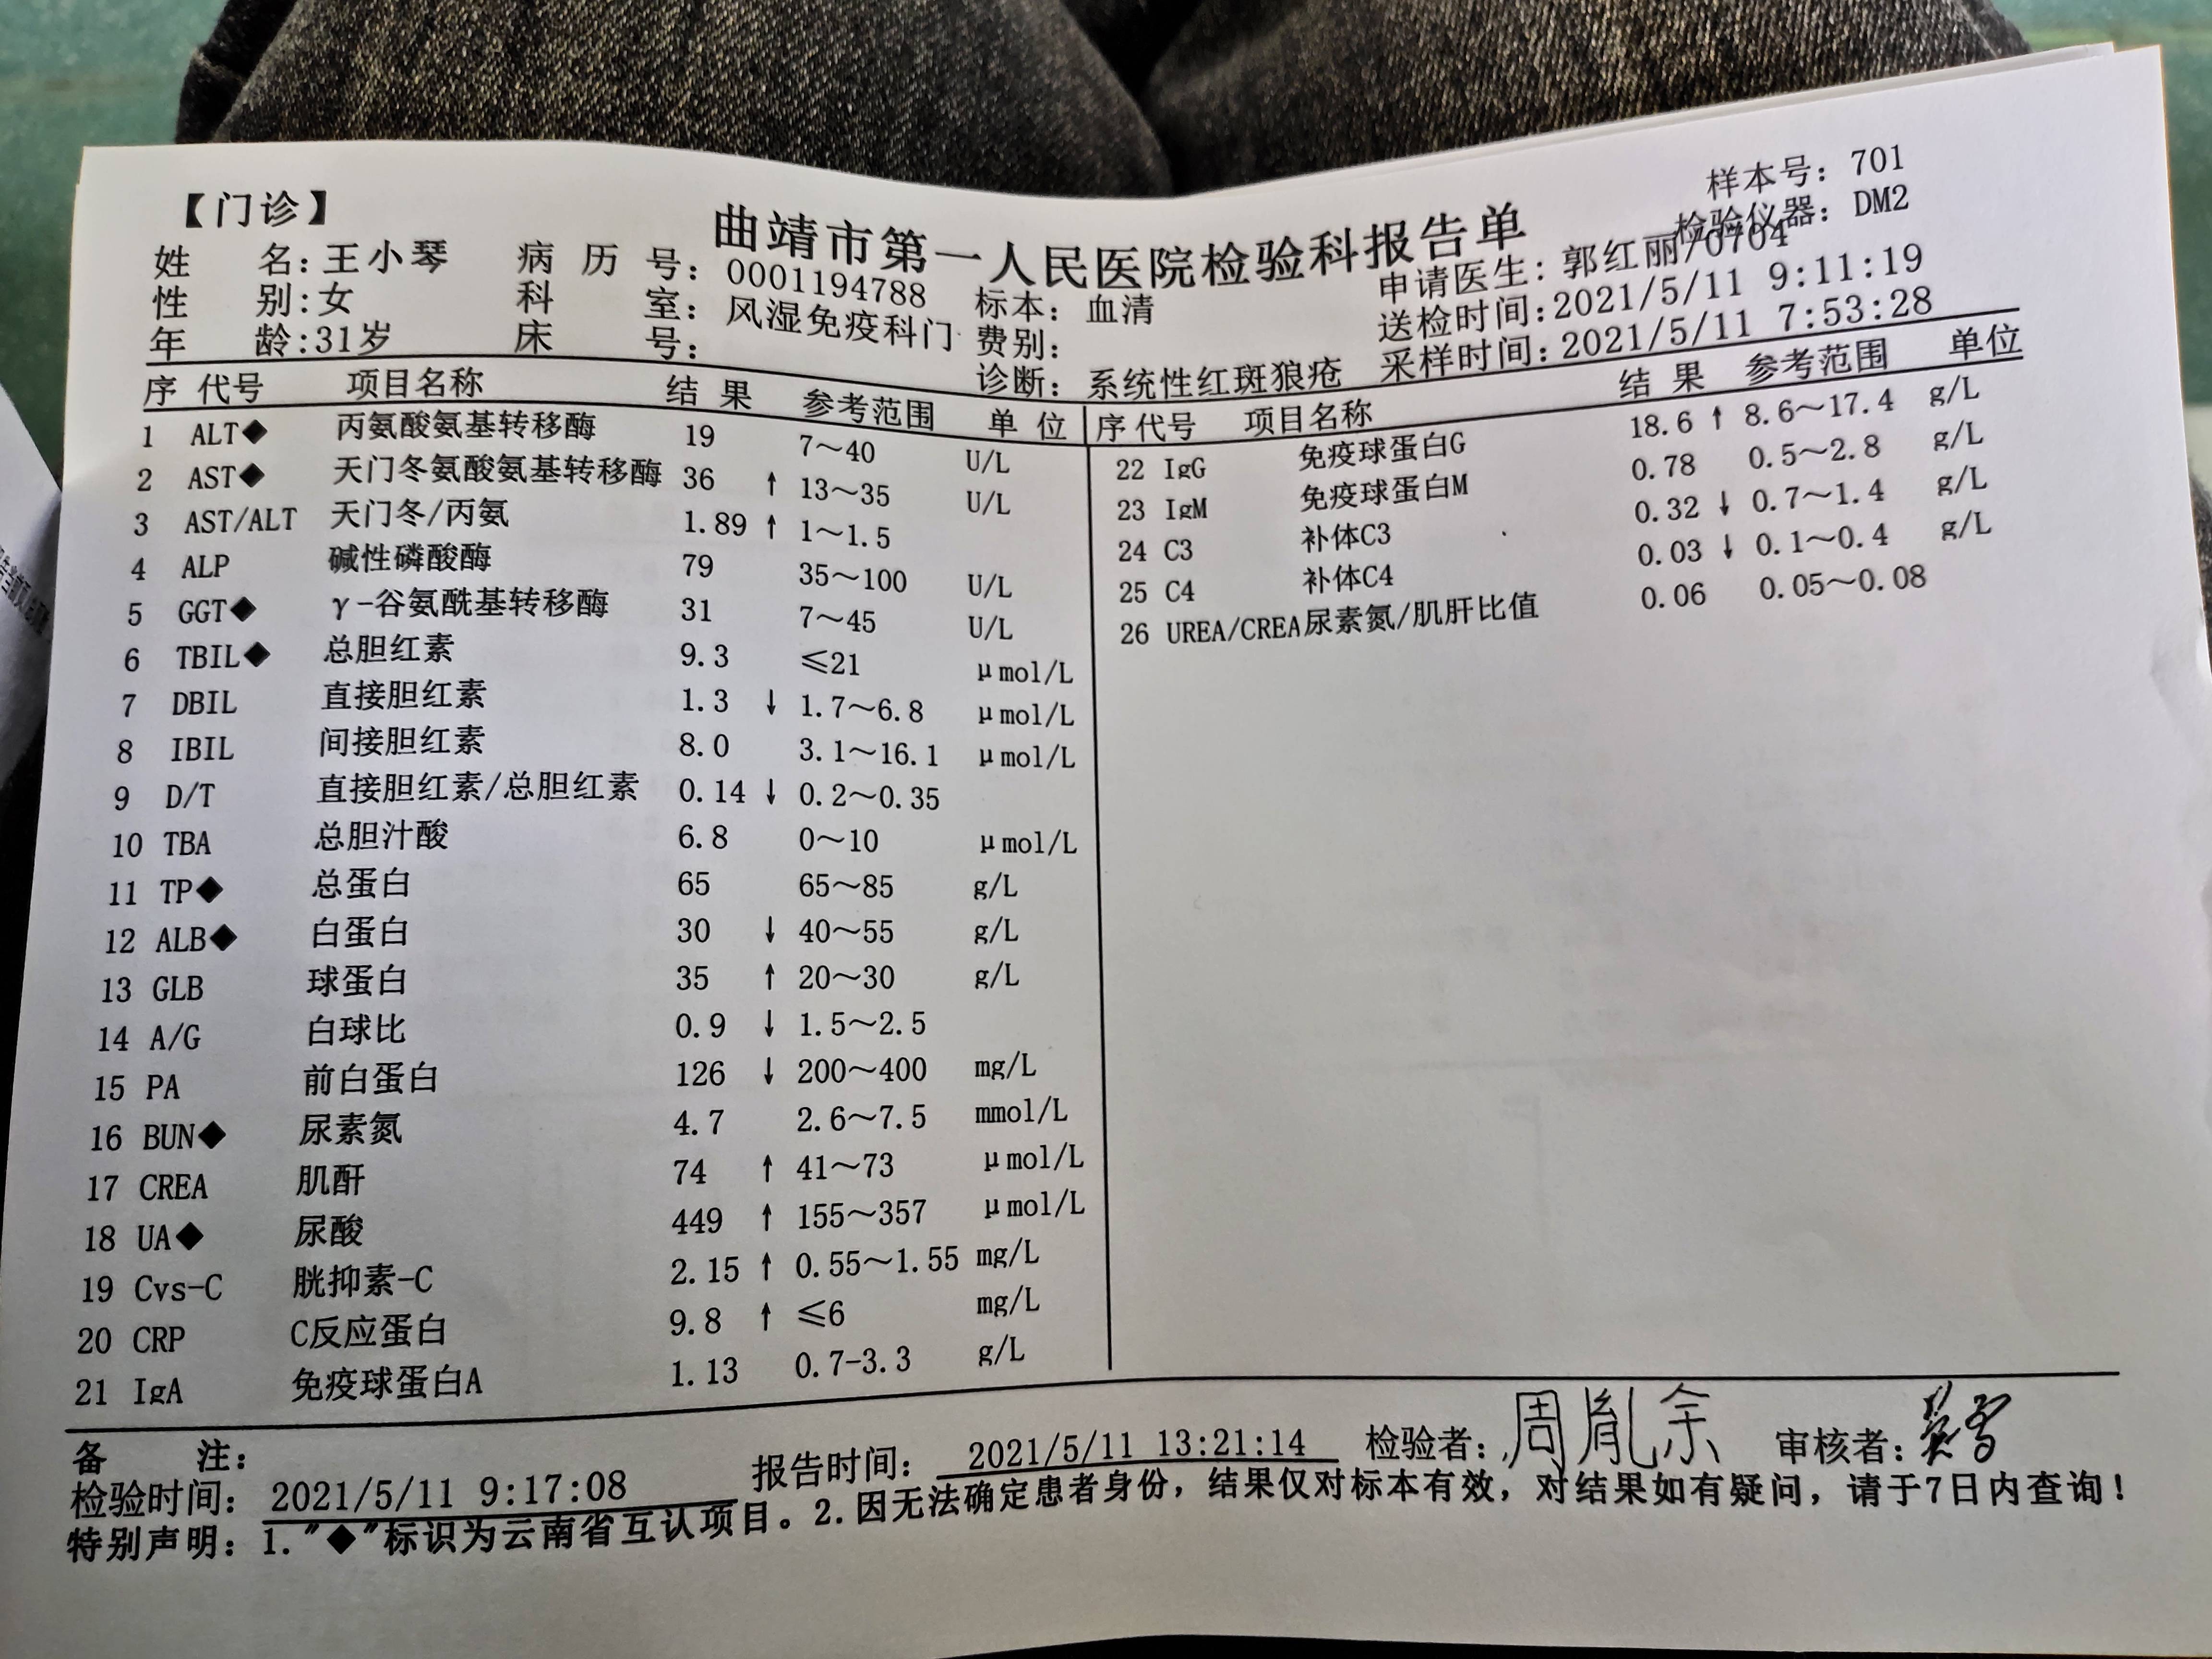 【门诊】
曲靖市第一人民医院检验科报告单
样本号：701
检验仪器：DM2
姓 名：王小琴 病 历 号：0001194788 申请医生：郭红丽/0704
性 别：女 科 室：风湿免疫科门 标本：血清 送检时间：2021/5/11 9:11:19
年 龄：31岁 床 号： 费别： 采样时间：2021/5/11 7:53:28
诊断：系统性红斑狼疮
序 代号 项目名称 结 果 参考范围 单 位
1 ALT◆ 丙氨酸氨基转移酶 19 7～40 U/L
2 AST◆ 天门冬氨酸氨基转移酶 36 ↑ 13～35 U/L
3 AST/ALT 天门冬/丙氨 1.89 ↑ 1～1.5
4 ALP 碱性磷酸酶 79 35～100 U/L
5 GGT◆ γ-谷氨酰基转移酶 31 7～45 U/L
6 TBIL◆ 总胆红素 9.3 ≤21 μmol/L
7 DBIL 直接胆红素 1.3 ↓ 1.7～6.8 μmol/L
8 IBIL 间接胆红素 8.0 3.1～16.1 μmol/L
9 D/T 直接胆红素/总胆红素 0.14 ↓ 0.2～0.35
10 TBA 总胆汁酸 6.8 0～10 μmol/L
11 TP◆ 总蛋白 65 65～85 g/L
12 ALB◆ 白蛋白 30 ↓ 40～55 g/L
13 GLB 球蛋白 35 ↑ 20～30 g/L
14 A/G 白球比 0.9 ↓ 1.5～2.5
15 PA 前白蛋白 126 ↓ 200～400 mg/L
16 BUN◆ 尿素氮 4.7 2.6～7.5 mmol/L
17 CREA 肌酐 74 ↑ 41～73 μmol/L
18 UA◆ 尿酸 449 ↑ 155～357 μmol/L
19 Cys-C 胱抑素-C 2.15 ↑ 0.55～1.55 mg/L
20 CRP C反应蛋白 9.8 ↑ ≤6 mg/L
21 IgA 免疫球蛋白A 1.13 0.7-3.3 g/L
序 代号 项目名称 结 果 参考范围 单位
22 IgG 免疫球蛋白G 18.6 ↑ 8.6～17.4 g/L
23 IgM 免疫球蛋白M 0.78 0.5～2.8 g/L
24 C3 补体C3 0.32 ↓ 0.7～1.4 g/L
25 C4 补体C4 0.03 ↓ 0.1～0.4 g/L
26 UREA/CREA尿素氮/肌肝比值 0.06 0.05～0.08
备 注：
检验时间：2021/5/11 9:17:08 报告时间：2021/5/11 13:21:14 检验者：周胤余 审核者：
特别声明：1."◆"标识为云南省互认项目。2.因无法确定患者身份，结果仅对标本有效，对结果如有疑问，请于7日内查询！